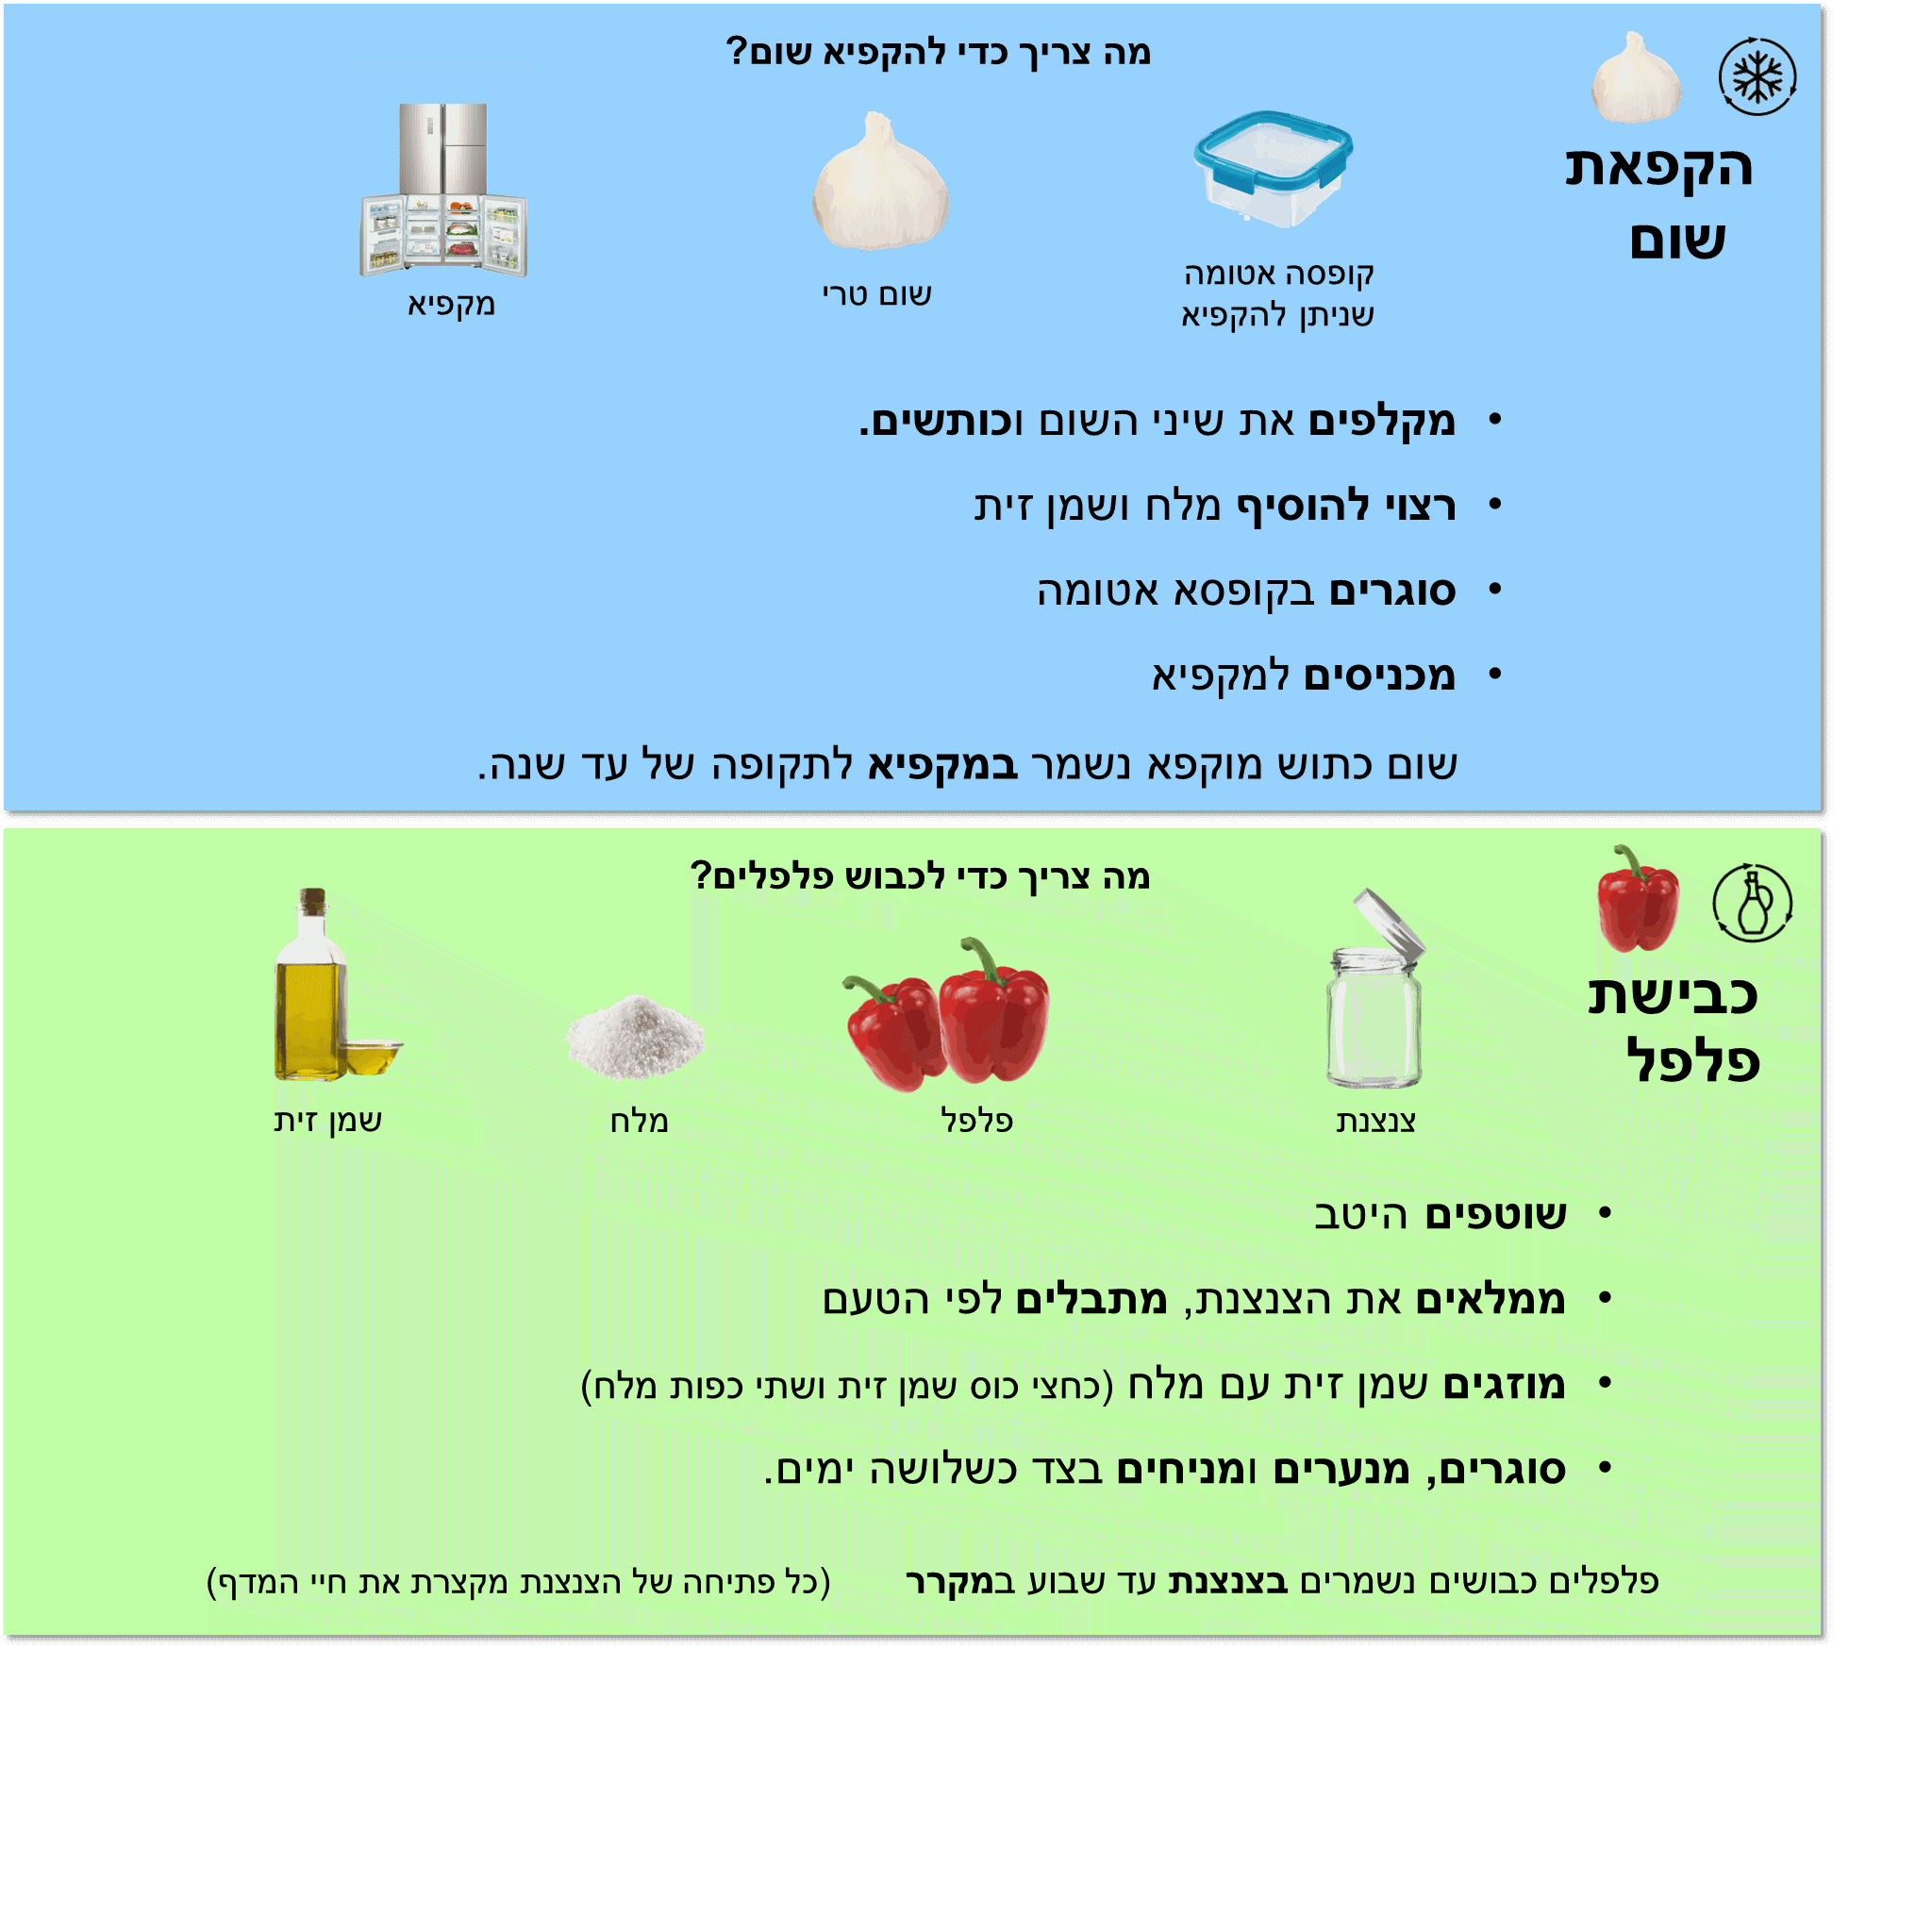 הקפאת
שום
מה צריך כדי להקפיא שום?
קופסה אטומה
שניתן להקפיא
שום טרי
מקפיא
• מקלפים את שיני השום וכותשים.
• רצוי להוסיף מלח ושמן זית
• סוגרים בקופסא אטומה
• מכניסים למקפיא
שום כתוש מוקפא נשמר במקפיא לתקופה של עד שנה.
כבישת
פלפל
מה צריך כדי לכבוש פלפלים?
צנצנת
פלפל
מלח
שמן זית
• שוטפים היטב
• ממלאים את הצנצנת, מתבלים לפי הטעם
• מוזגים שמן זית עם מלח (כחצי כוס שמן זית ושתי כפות מלח)
• סוגרים, מנערים ומניחים בצד כשלושה ימים.
פלפלים כבושים נשמרים בצנצנת עד שבוע במקרר (כל פתיחה של הצנצנת מקצרת את חיי המדף)